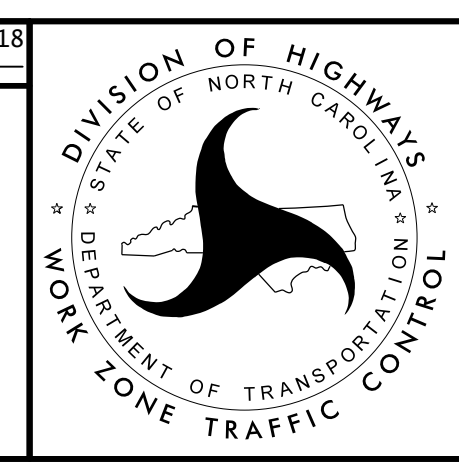 18
DIVISION OF HIGHWAYS
STATE OF NORTH CAROLINA
DEPARTMENT OF TRANSPORTATION
WORK ZONE TRAFFIC CONTROL